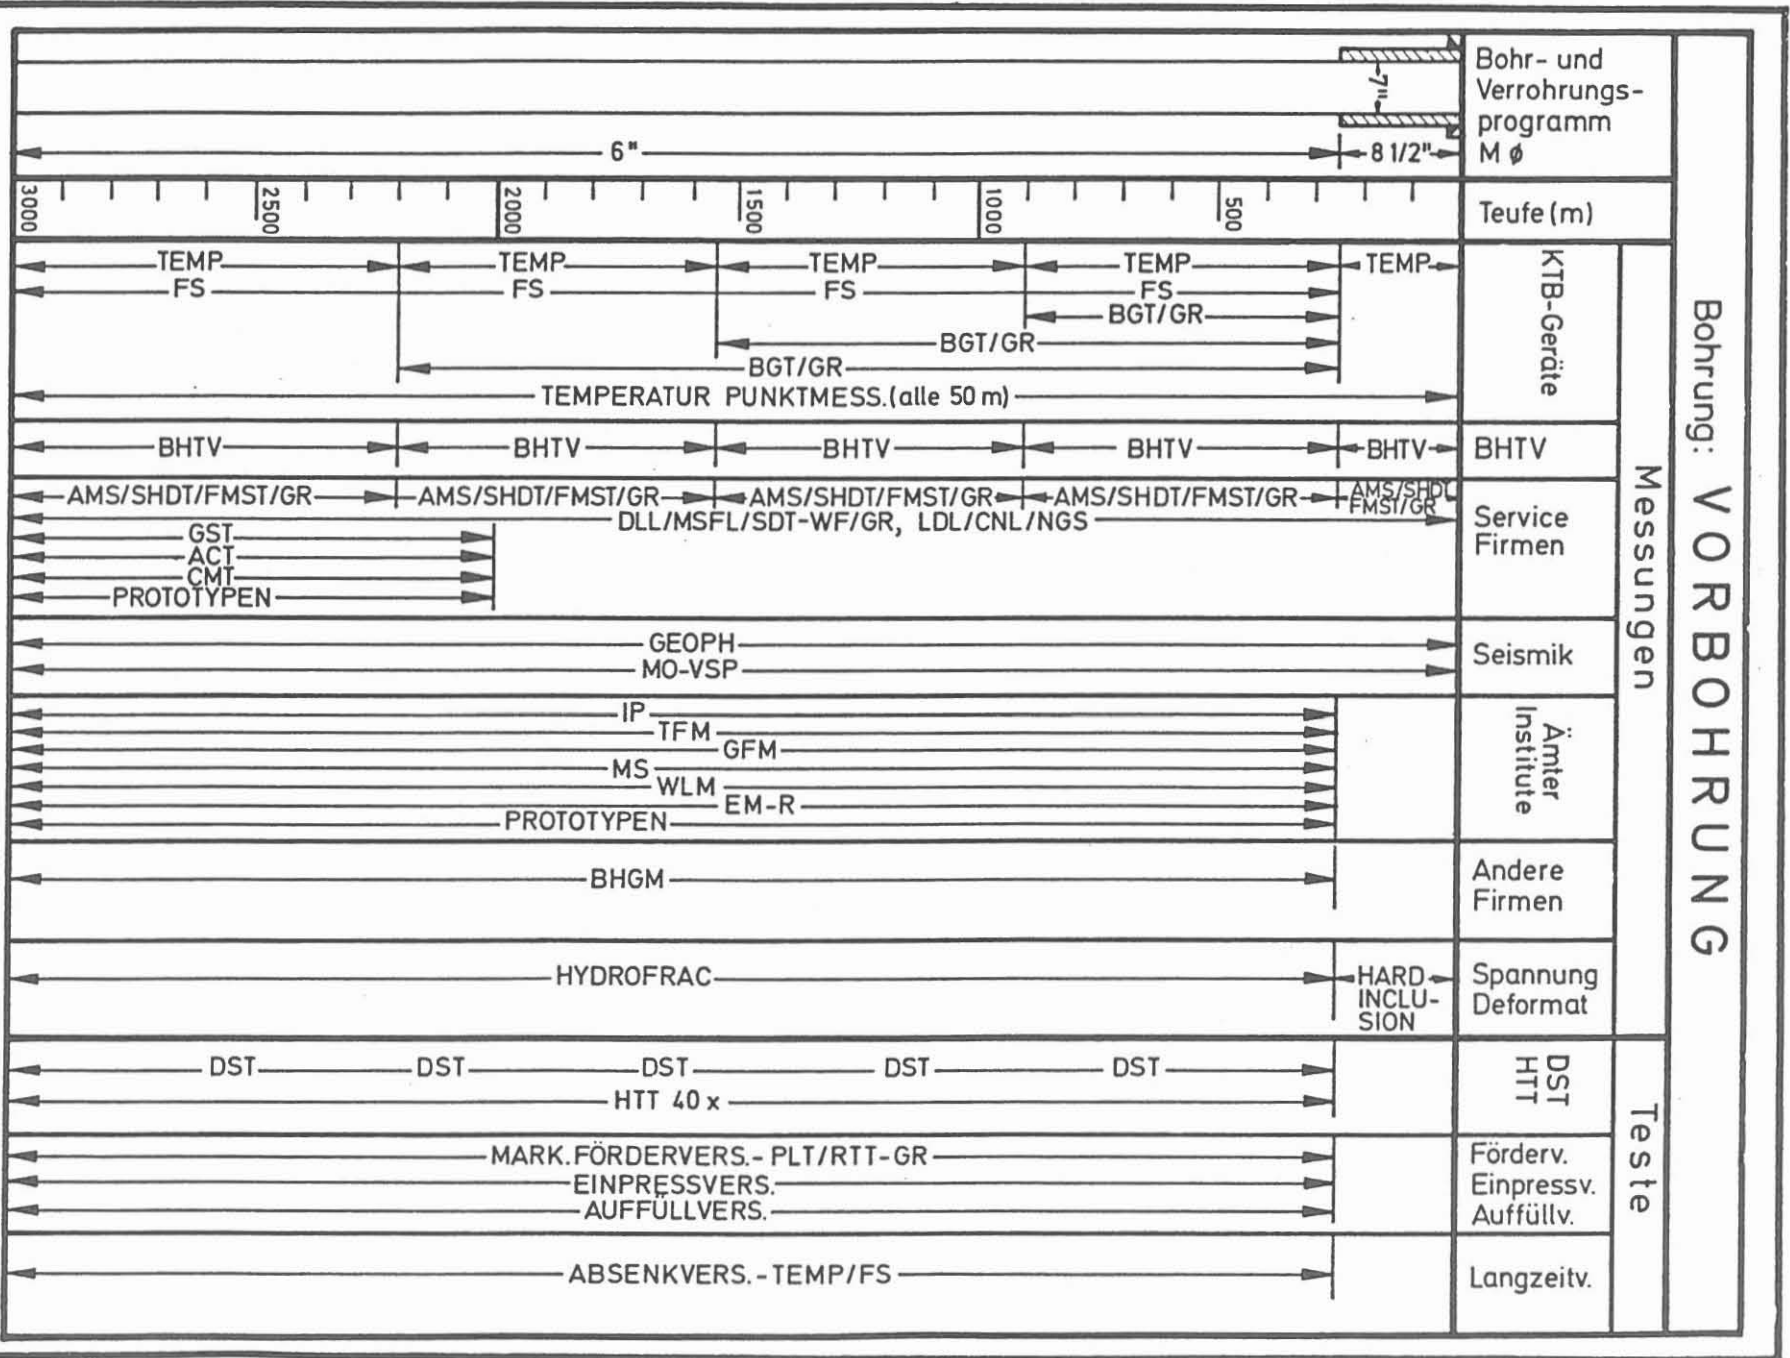 Bohrung: VORBOHRUNG
Messungen
Teste
Bohr- und
Verrohrungs-
programm
M ø
7"
6"
8 1/2"
Teufe (m)
3000
2500
2000
1500
1000
500
KTB-Geräte
TEMP TEMP TEMP TEMP TEMP
FS FS FS FS
BGT/GR
BGT/GR
BGT/GR
TEMPERATUR PUNKTMESS.(alle 50 m)
BHTV BHTV BHTV BHTV BHTV
BHTV
AMS/SHDT/FMST/GR AMS/SHDT/FMST/GR AMS/SHDT/FMST/GR AMS/SHDT/FMST/GR
AMS/SHDT
FMST/GR
DLL/MSFL/SDT-WF/GR, LDL/CNL/NGS
GST
ACT
CMT
PROTOTYPEN
Service
Firmen
GEOPH
MO-VSP
Seismik
IP
TFM
GFM
MS
WLM
EM-R
PROTOTYPEN
Ämter
Institute
BHGM
Andere
Firmen
HYDROFRAC
HARD
INCLU-
SION
Spannung
Deformat
DST DST DST DST DST
HTT 40 x
DST
HTT
MARK.FÖRDERVERS.- PLT/RTT-GR
EINPRESSVERS.
AUFFÜLLVERS.
Förderv.
Einpressv.
Auffüllv.
ABSENKVERS.-TEMP/FS
Langzeitv.